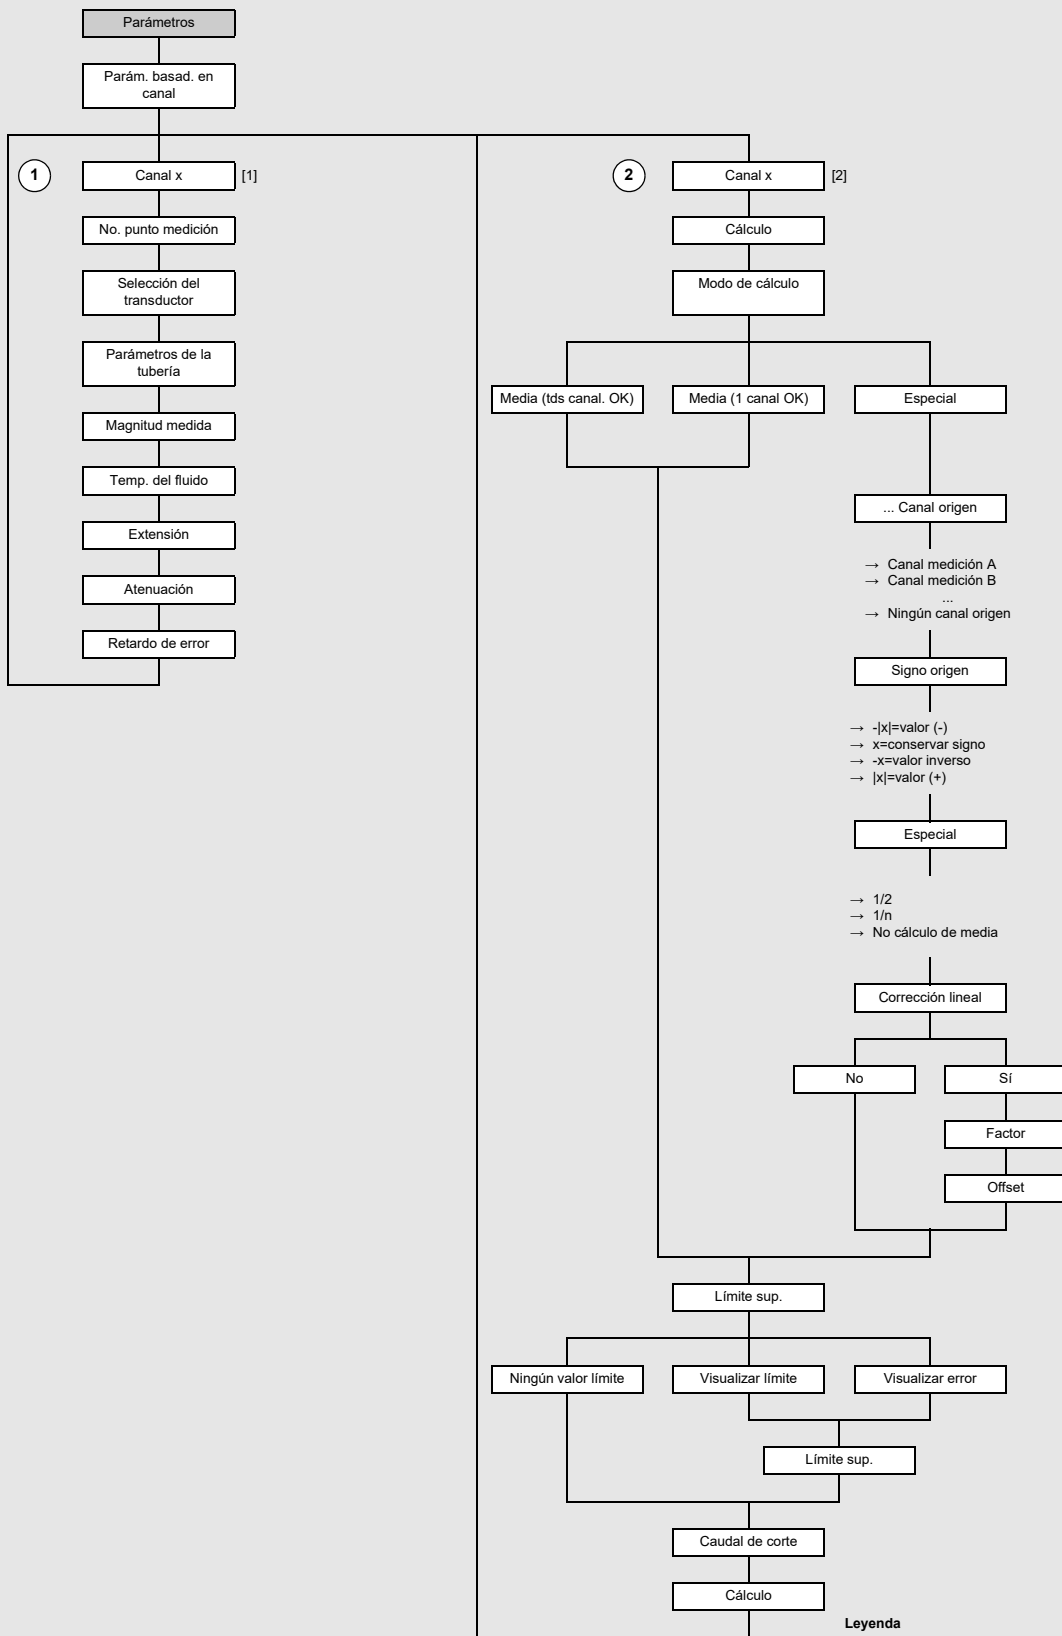 Parámetros
Parám. basad. en
canal
1
Canal x
[1]
No. punto medición
Selección del
transductor
Parámetros de la
tubería
Magnitud medida
Temp. del fluido
Extensión
Atenuación
Retardo de error
2
Canal x
[2]
Cálculo
Modo de cálculo
Media (tds canal. OK)
Media (1 canal OK)
Especial
... Canal origen
→ Canal medición A
→ Canal medición B
...
→ Ningún canal origen
Signo origen
→ -|x|=valor (-)
→ x=conservar signo
→ -x=valor inverso
→ |x|=valor (+)
Especial
→ 1/2
→ 1/n
→ No cálculo de media
Corrección lineal
No
Sí
Factor
Offset
Límite sup.
Ningún valor límite
Visualizar límite
Visualizar error
Límite sup.
Caudal de corte
Cálculo
Leyenda